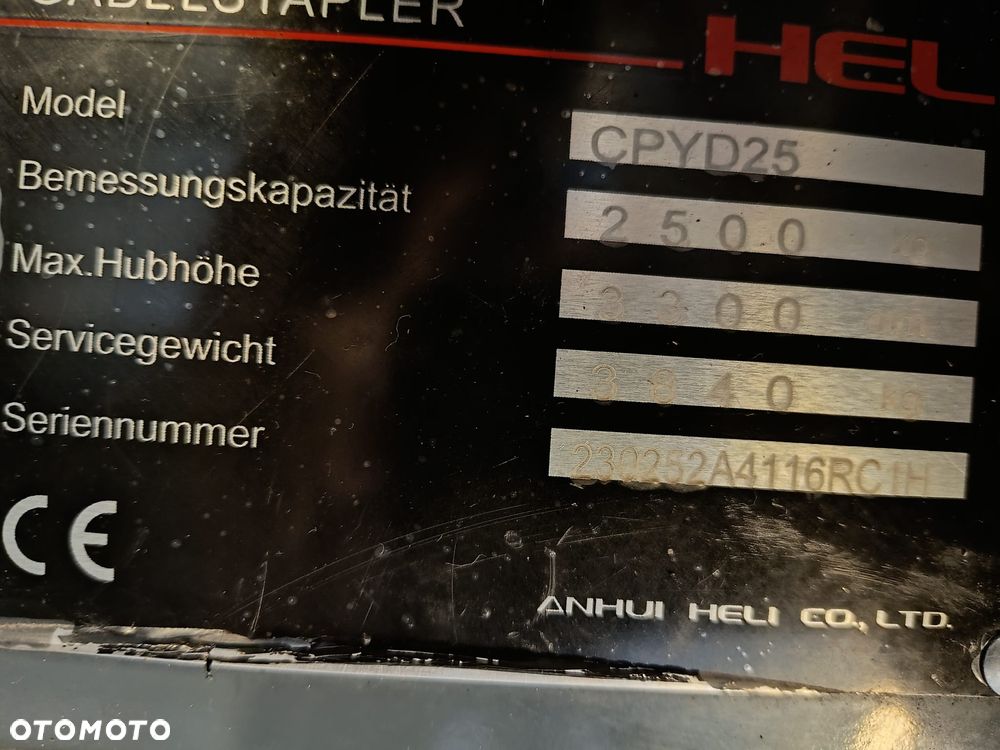 GABELSTAPLER
HELI
Model CPYD25
Bemessungskapazität 2500 kg
Max.Hubhöhe 3300 mm
Servicegewicht 3840 kg
Seriennummer 230252A4116RCIH
CE
ANHUI HELI CO., LTD.
OTOMOTO